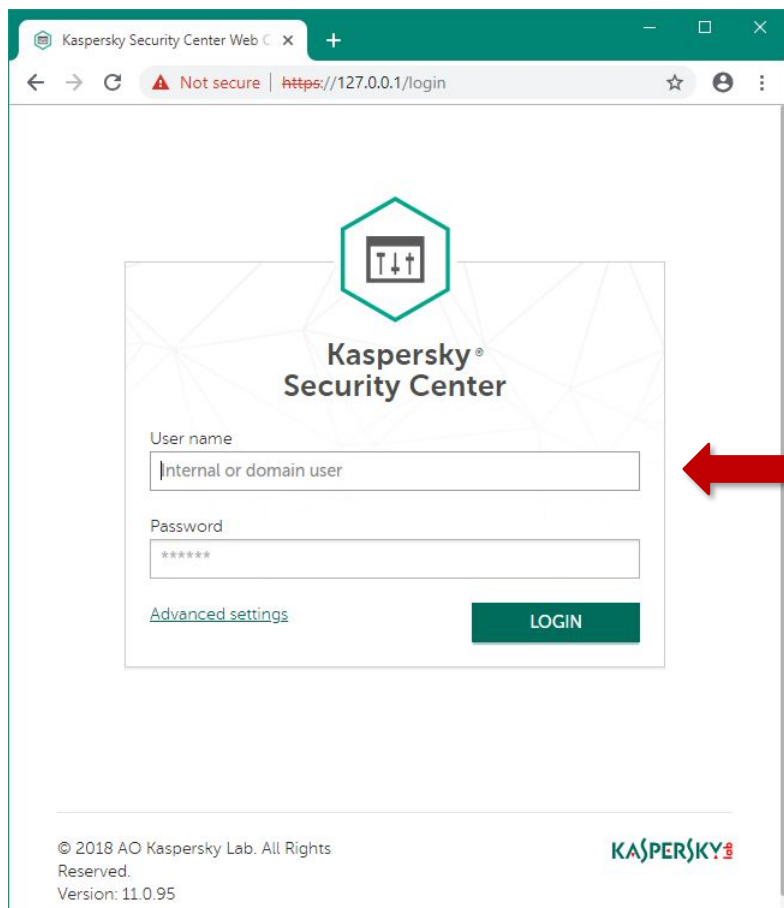 Kaspersky Security Center Web C
Not secure | https://127.0.0.1/login
Kaspersky®
Security Center
User name
Internal or domain user
Password
******
Advanced settings
LOGIN
© 2018 AO Kaspersky Lab. All Rights
Reserved.
Version: 11.0.95
KASPERSKY lab